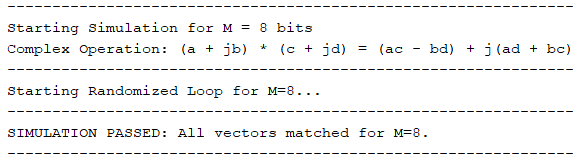 ----------------------------------------------------------------
Starting Simulation for M = 8 bits
Complex Operation: (a + jb) * (c + jd) = (ac - bd) + j(ad + bc)
----------------------------------------------------------------
Starting Randomized Loop for M=8...
----------------------------------------------------------------
SIMULATION PASSED: All vectors matched for M=8.
----------------------------------------------------------------